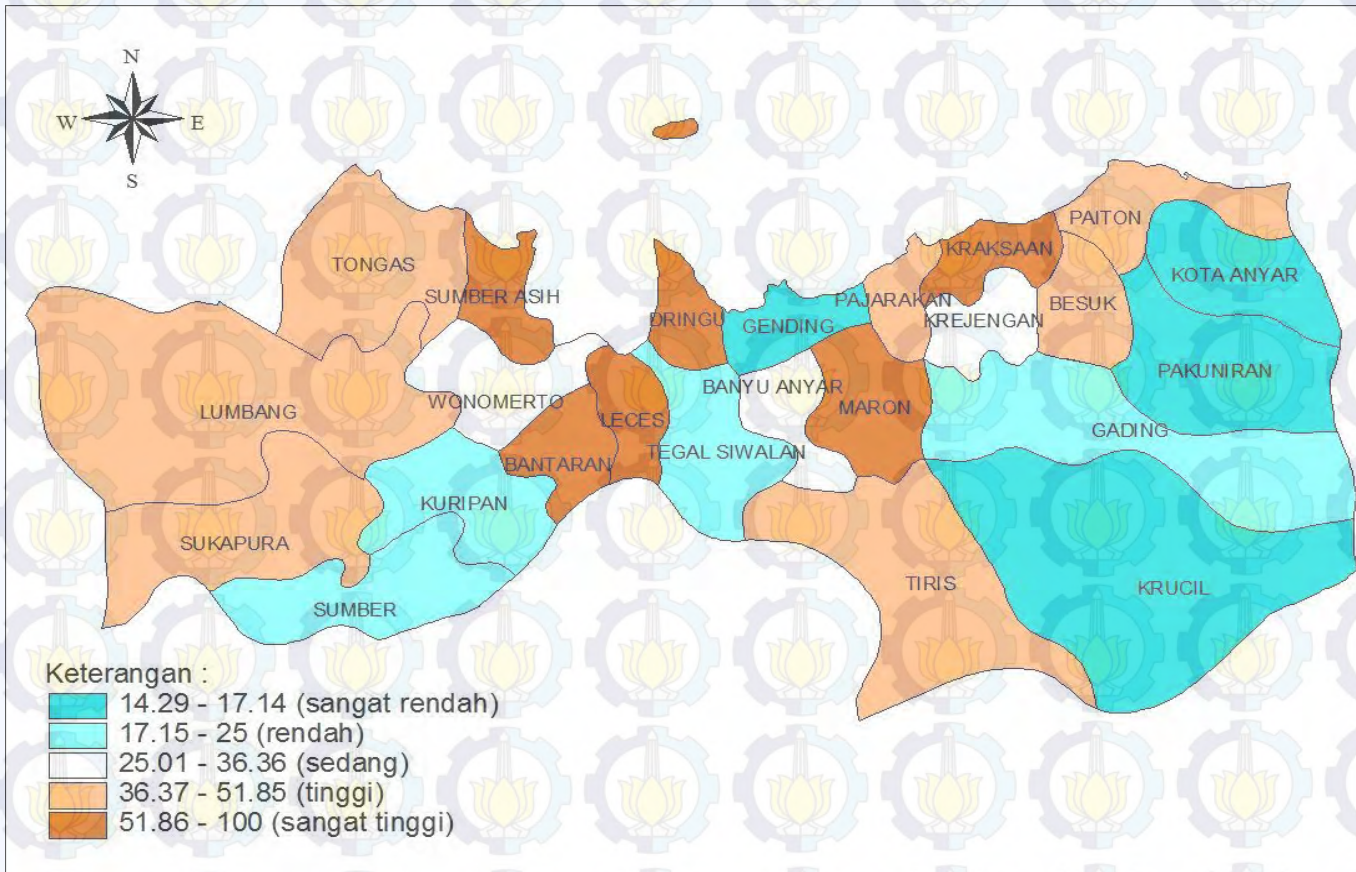 N
W E
S
PAITON
KRAKSAAN
TONGAS
KOTA ANYAR
SUMBER ASIH
PAJARAKAN
BESUK
DRINGU
GENDING
KREJENGAN
PAKUNIRAN
BANYU ANYAR
WONOMERTO
LUMBANG
MARON
LECES
GADING
TEGAL SIWALAN
BANTARAN
KURIPAN
SUKAPURA
TIRIS
KRUCIL
SUMBER
Keterangan :
14.29 - 17.14 (sangat rendah)
17.15 - 25 (rendah)
25.01 - 36.36 (sedang)
36.37 - 51.85 (tinggi)
51.86 - 100 (sangat tinggi)